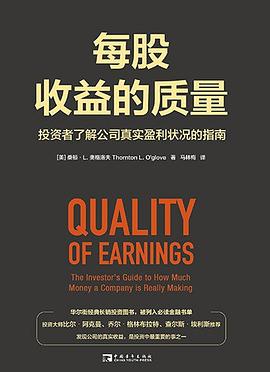 每股
收益的质量
投资者了解公司真实盈利状况的指南
[美] 桑顿·L. 奥格洛夫 Thornton L. O'glove 著 马林梅 译
QUALITY
OF EARNINGS
The Investor's Guide to How Much
Money a Company is Really Making
华尔街经典长销投资图书，被列入必读金融书单
投资大师比尔·阿克曼、乔尔·格林布拉特、查尔斯·埃利斯推荐
发现公司的真实收益，是投资中最重要的事之一
中国青年出版社